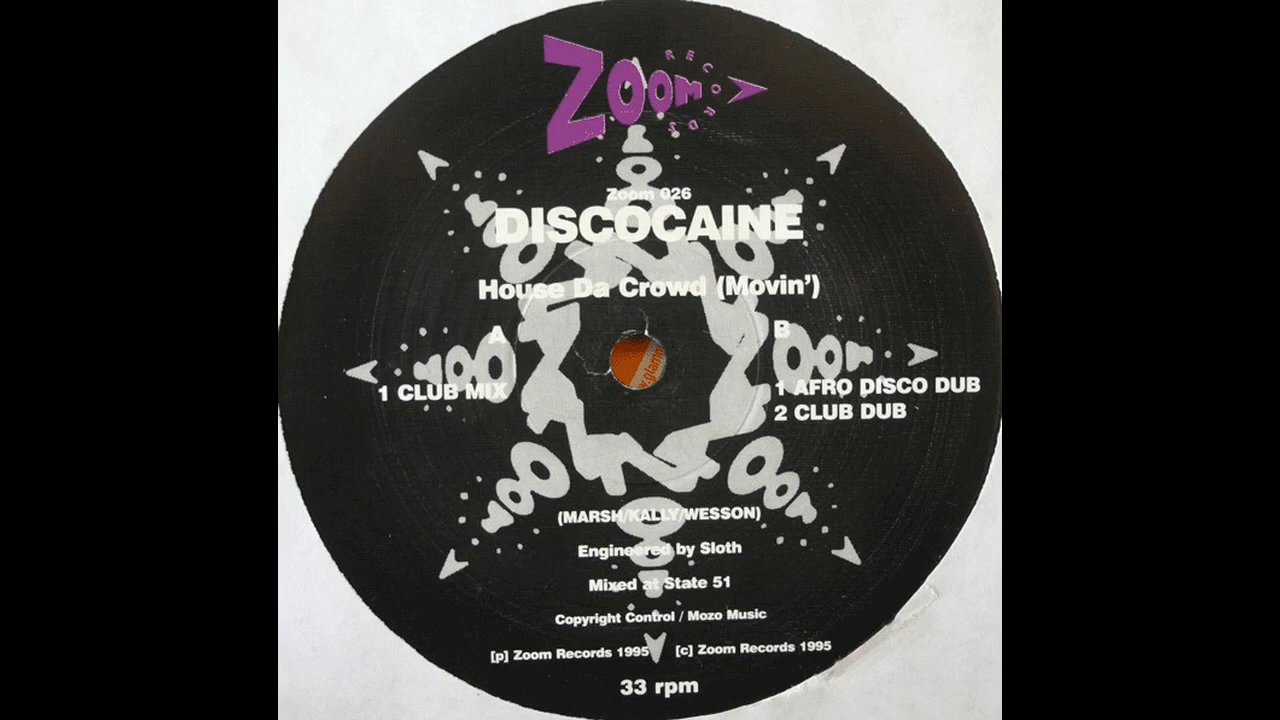 Zoom
RECORDS
Zoom 026
DISCOCAINE
House Da Crowd (Movin')
A
1 CLUB MIX
B
1 AFRO DISCO DUB
2 CLUB DUB
(MARSH/KALLY/WESSON)
Engineered by Sloth
Mixed at State 51
Copyright Control / Mozo Music
[p] Zoom Records 1995 [c] Zoom Records 1995
33 rpm